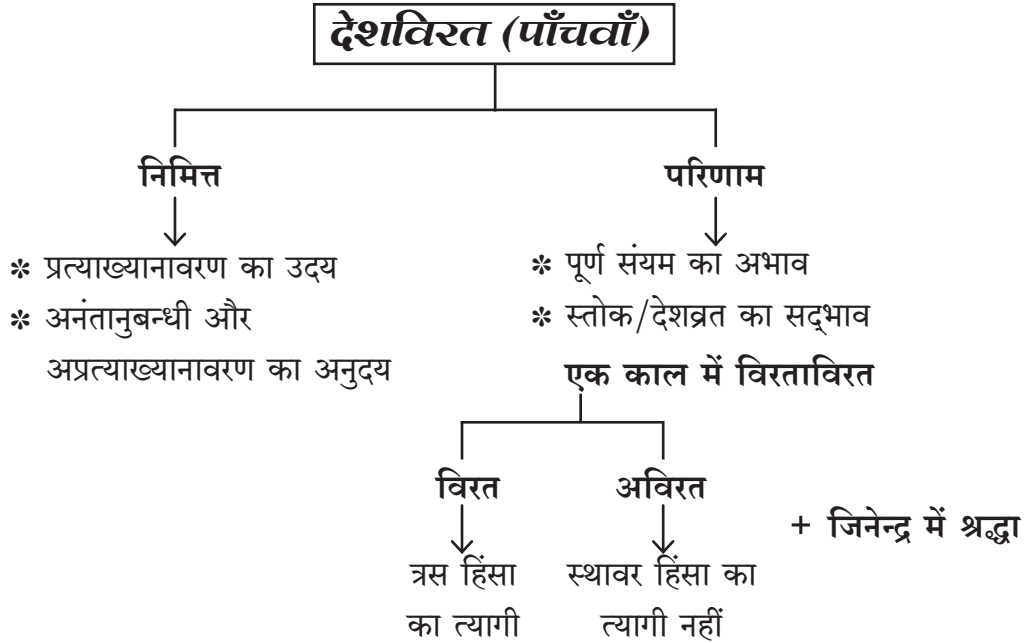 देशविरत (पाँचवाँ)
निमित्त
* प्रत्याख्यानावरण का उदय
* अनंतानुबन्धी और
अप्रत्याख्यानावरण का अनुदय
परिणाम
* पूर्ण संयम का अभाव
* स्तोक/देशव्रत का सद्‌भाव
एक काल में विरताविरत
विरत
त्रस हिंसा
का त्यागी
अविरत
स्थावर हिंसा का
त्यागी नहीं
+ जिनेन्द्र में श्रद्धा